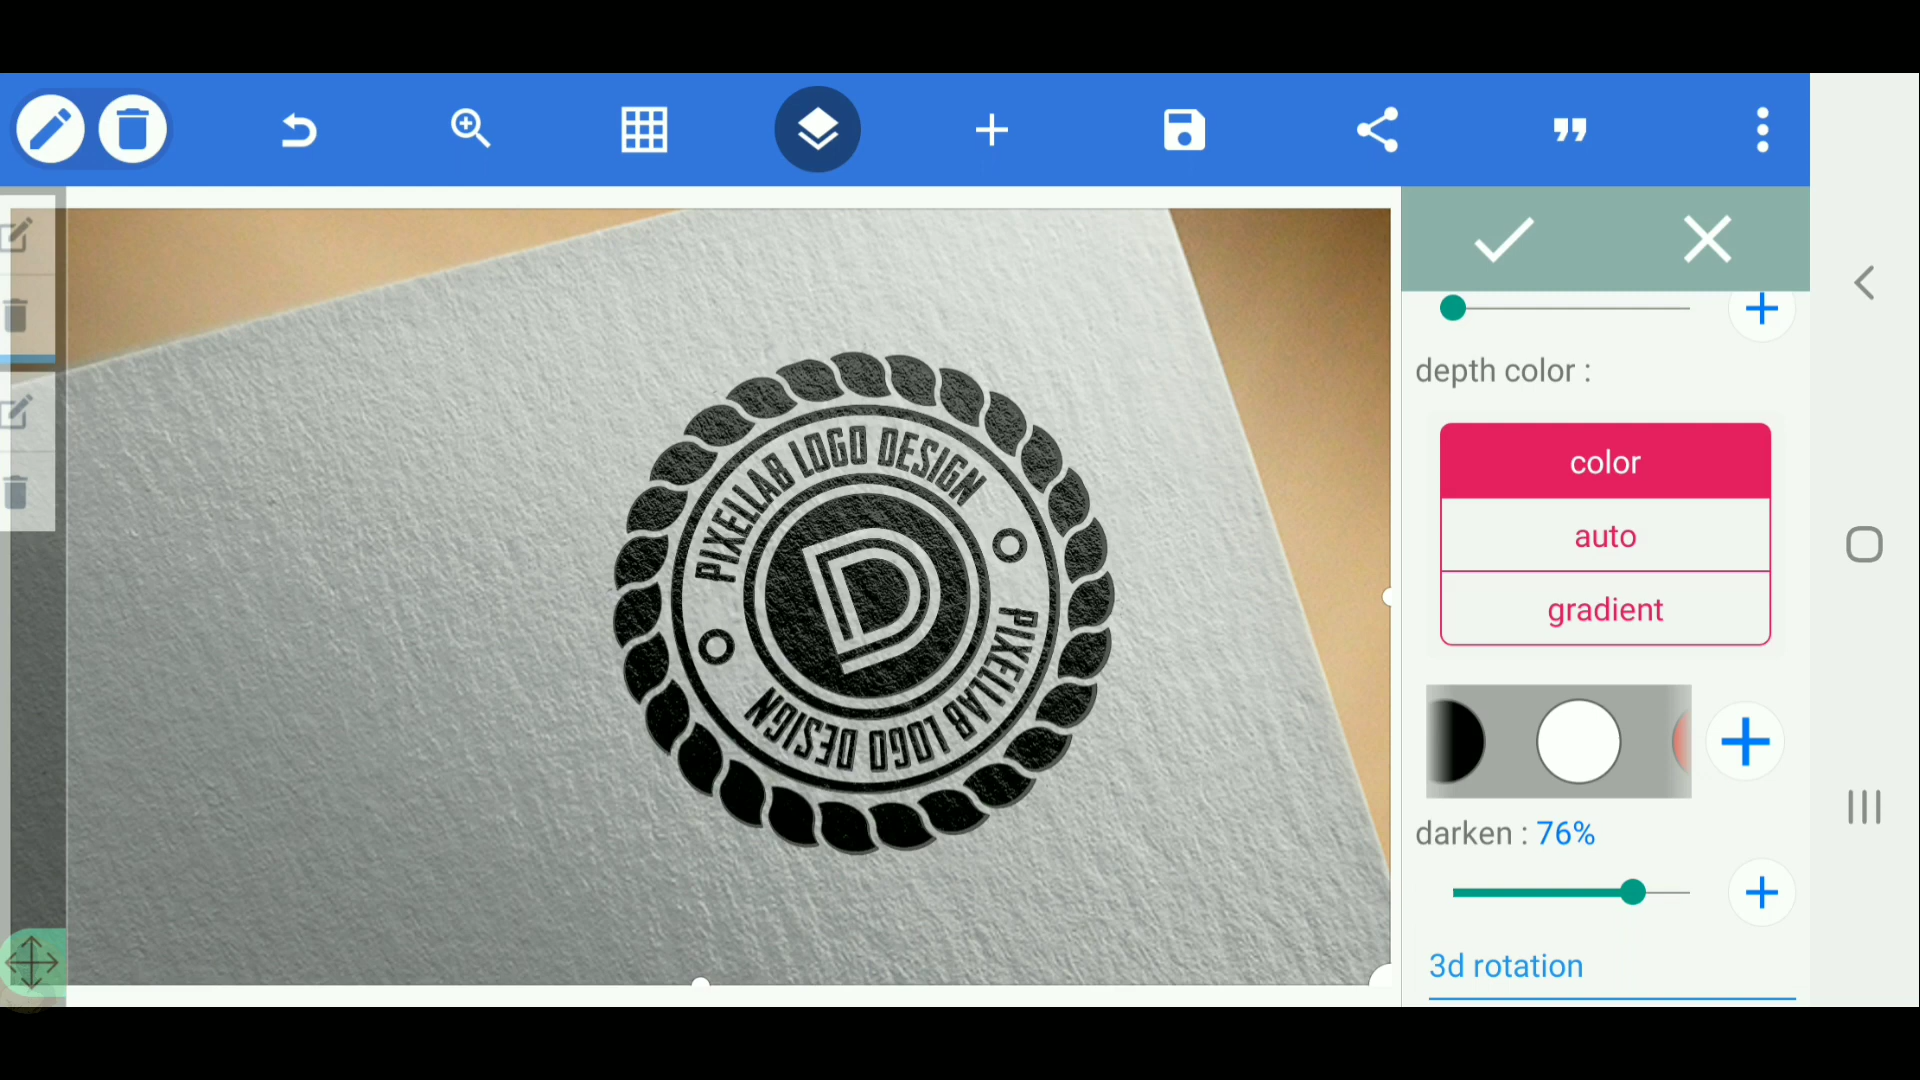 depth color :
color
auto
gradient
darken : 76%
3d rotation
PIXELLAB LOGO DESIGN
D
PIXELLAB LOGO DESIGN